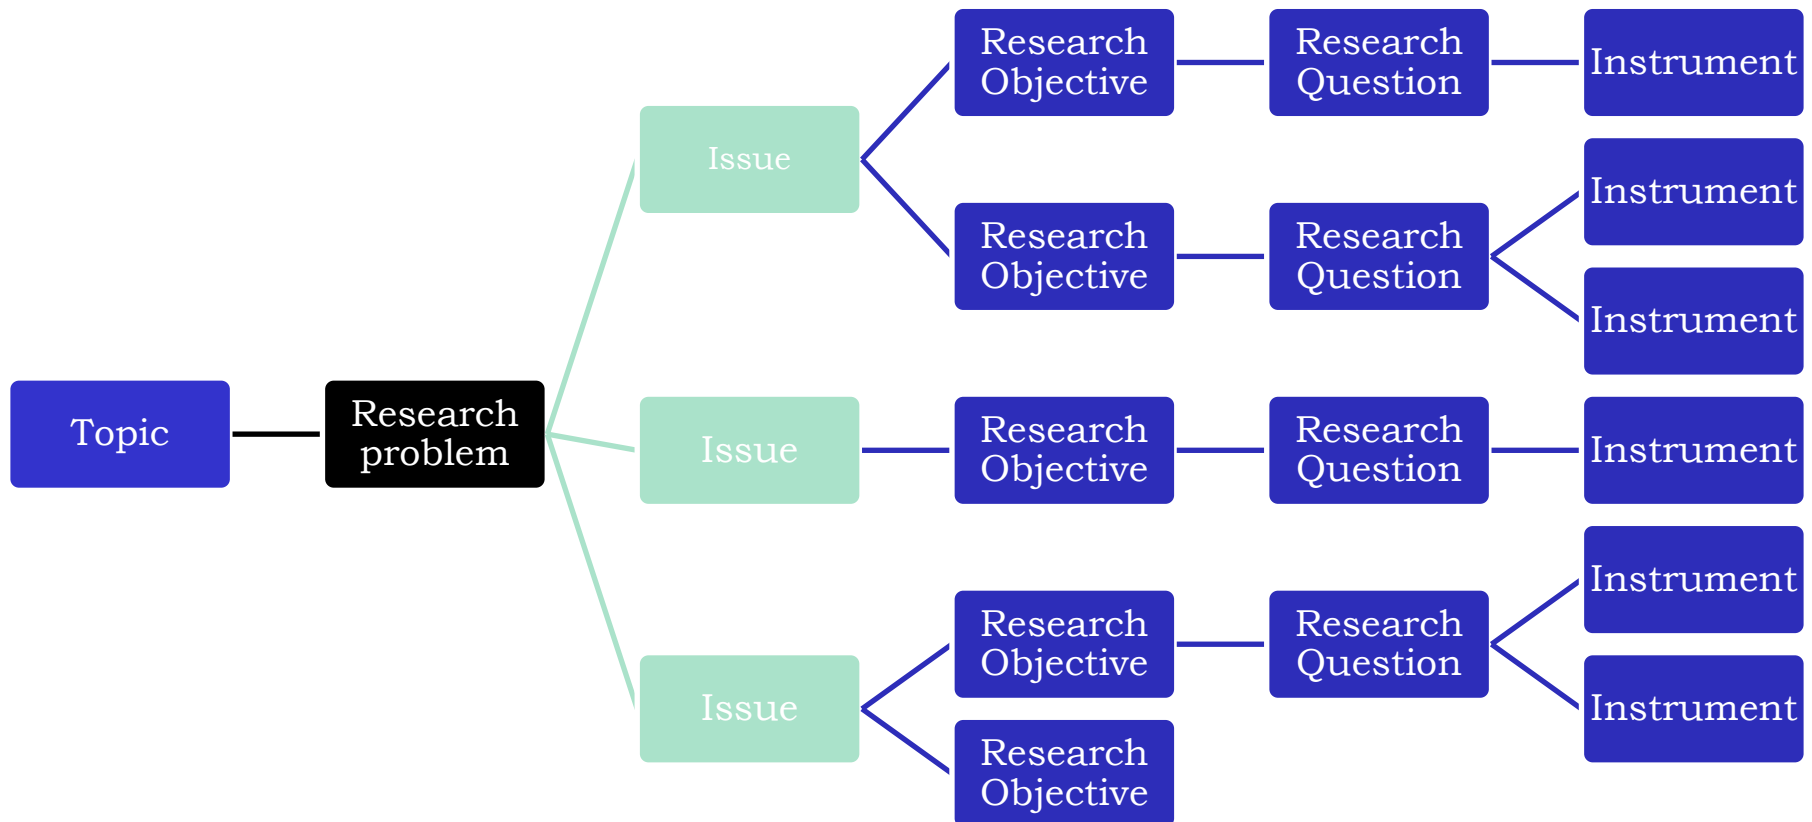 Topic
Research
problem
Issue
Research
Objective
Research
Question
Instrument
Research
Objective
Research
Question
Instrument
Instrument
Issue
Research
Objective
Research
Question
Instrument
Issue
Research
Objective
Research
Question
Instrument
Instrument
Research
Objective